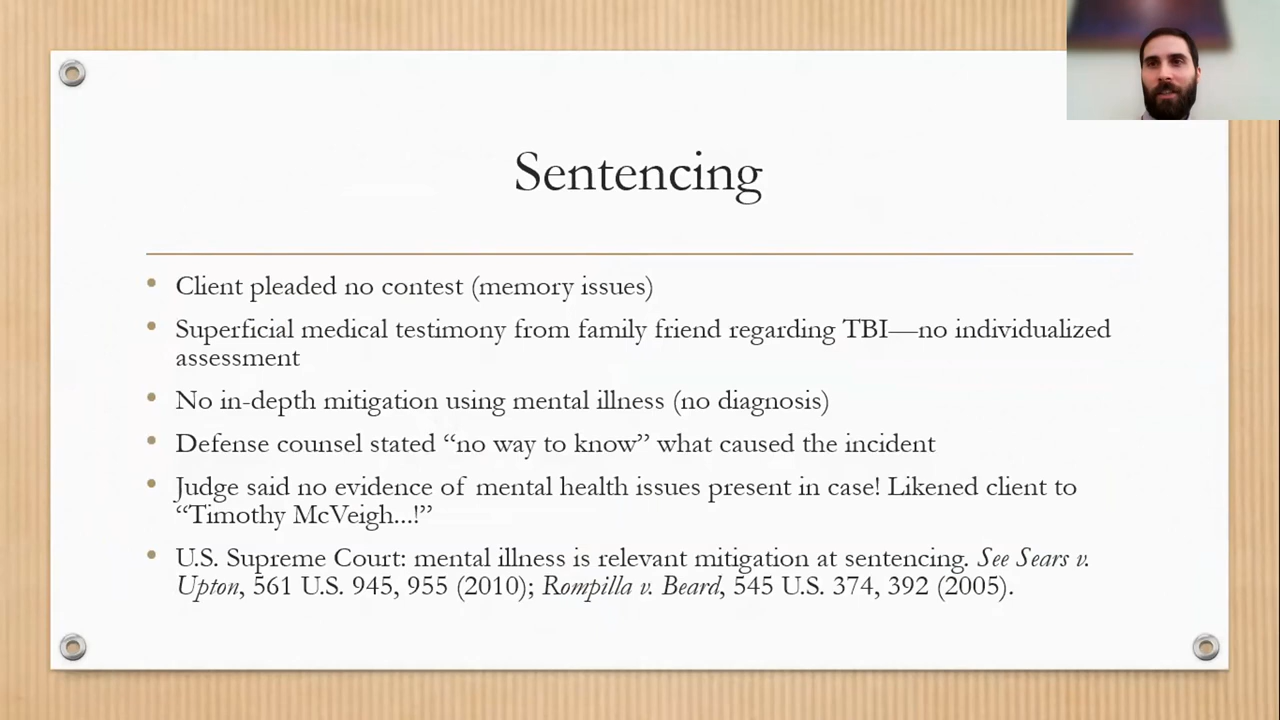 Sentencing
Client pleaded no contest (memory issues)
Superficial medical testimony from family friend regarding TBI—no individualized
assessment
No in-depth mitigation using mental illness (no diagnosis)
Defense counsel stated “no way to know” what caused the incident
Judge said no evidence of mental health issues present in case! Likened client to
“Timothy McVeigh...!”
U.S. Supreme Court: mental illness is relevant mitigation at sentencing. See Sears v.
Upton, 561 U.S. 945, 955 (2010); Rompilla v. Beard, 545 U.S. 374, 392 (2005).